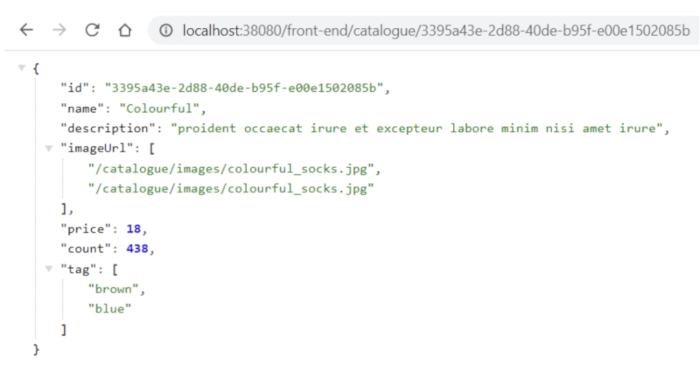 localhost:38080/front-end/catalogue/3395a43e-2d88-40de-b95f-e00e1502085b
{
"id": "3395a43e-2d88-40de-b95f-e00e1502085b",
"name": "Colourful",
"description": "proident occaecat irure et excepteur labore minim nisi amet irure",
"imageUrl": [
"/catalogue/images/colourful_socks.jpg",
"/catalogue/images/colourful_socks.jpg"
],
"price": 18,
"count": 438,
"tag": [
"brown",
"blue"
]
}